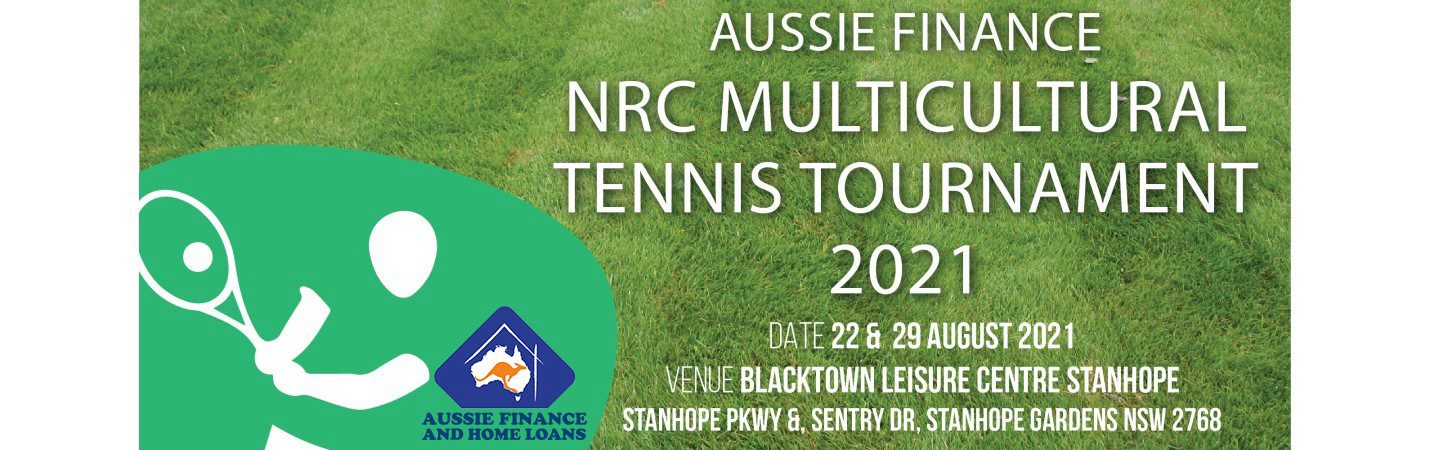 AUSSIE FINANCE
NRC MULTICULTURAL
TENNIS TOURNAMENT
2021
DATE 22 & 29 AUGUST 2021
VENUE BLACKTOWN LEISURE CENTRE STANHOPE
STANHOPE PKWY &, SENTRY DR, STANHOPE GARDENS NSW 2768
AUSSIE FINANCE
AND HOME LOANS